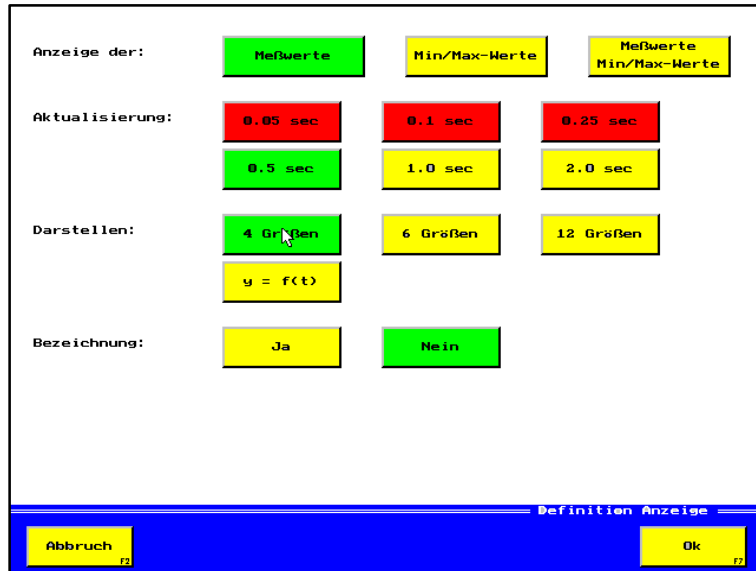 Anzeige der: Meßwerte Min/Max-Werte Meßwerte
Min/Max-Werte
Aktualisierung: 0.05 sec 0.1 sec 0.25 sec
0.5 sec 1.0 sec 2.0 sec
Darstellen: 4 Größen 6 Größen 12 Größen
y = f(t)
Bezeichnung: Ja Nein
Definition Anzeige
Abbruch F2 Ok F7